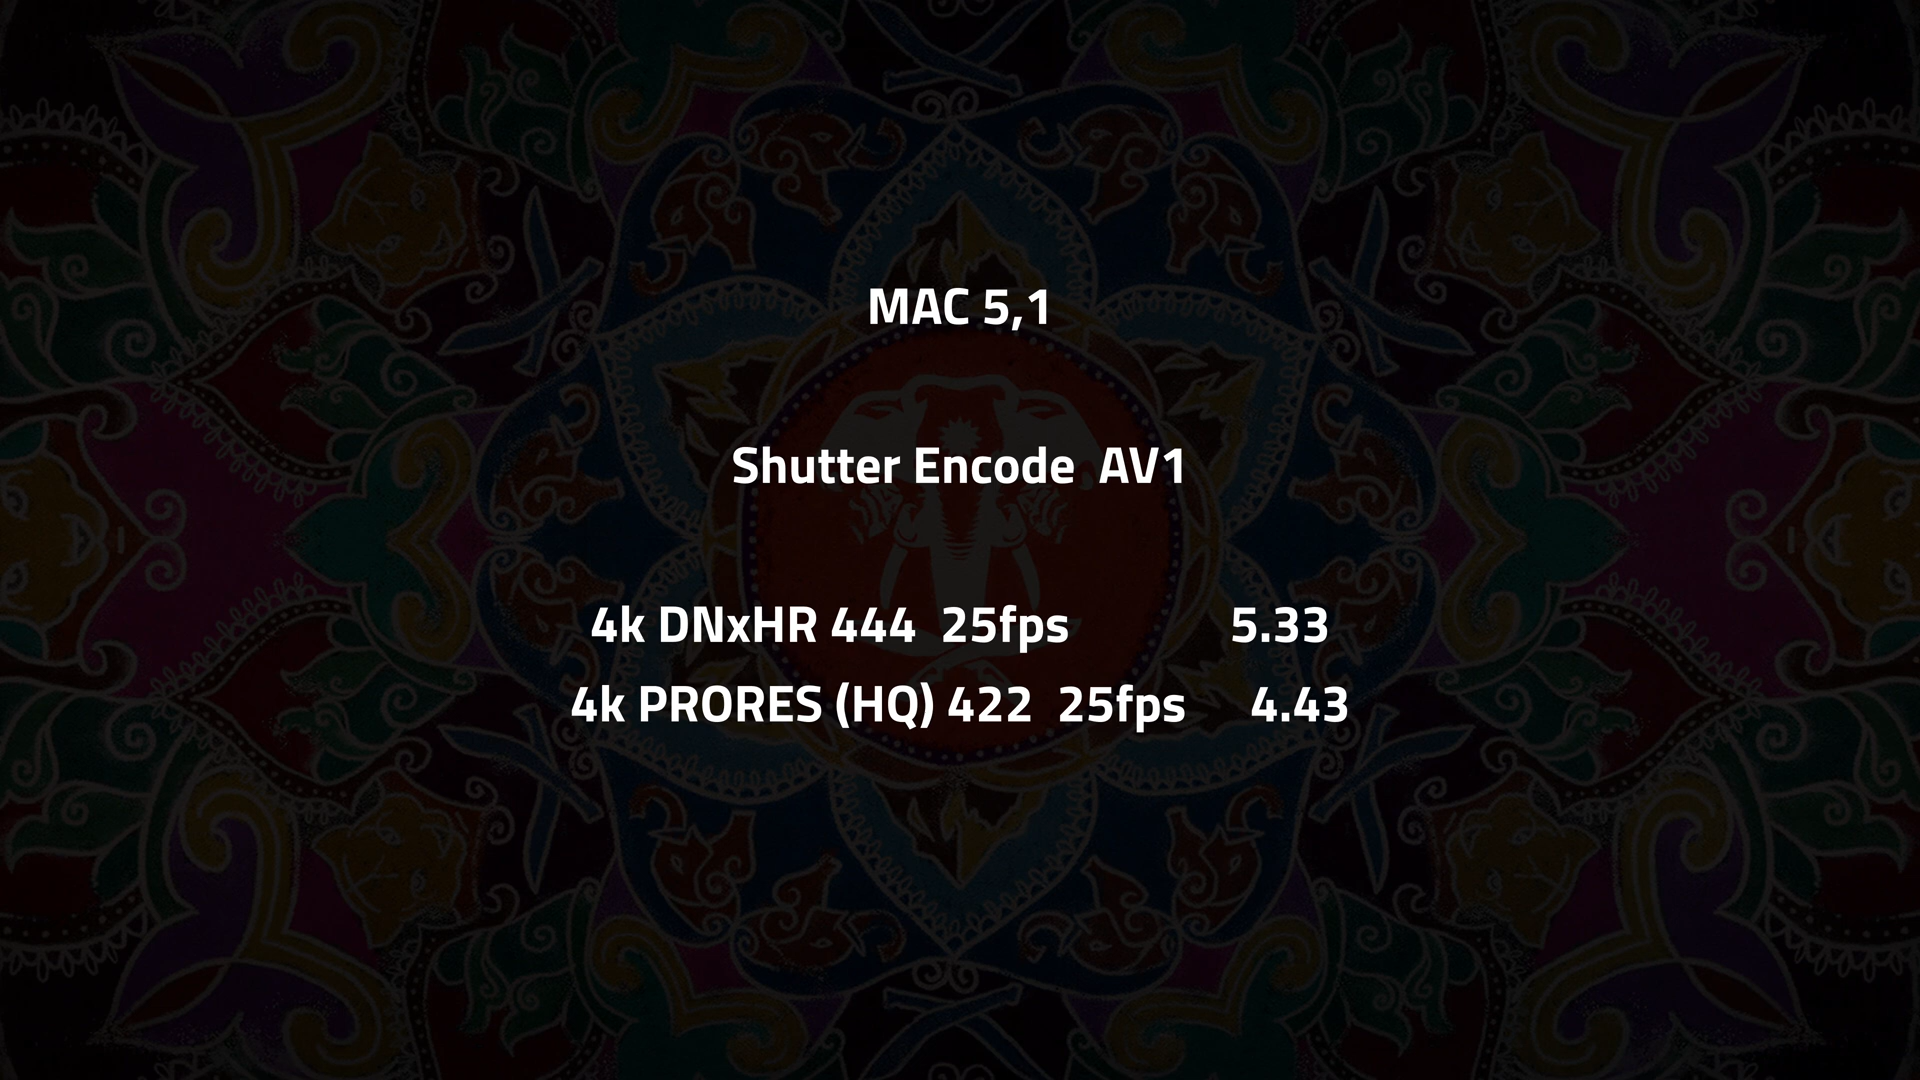 MAC 5,1
Shutter Encode AV1
4k DNxHR 444 25fps 5.33
4k PRORES (HQ) 422 25fps 4.43